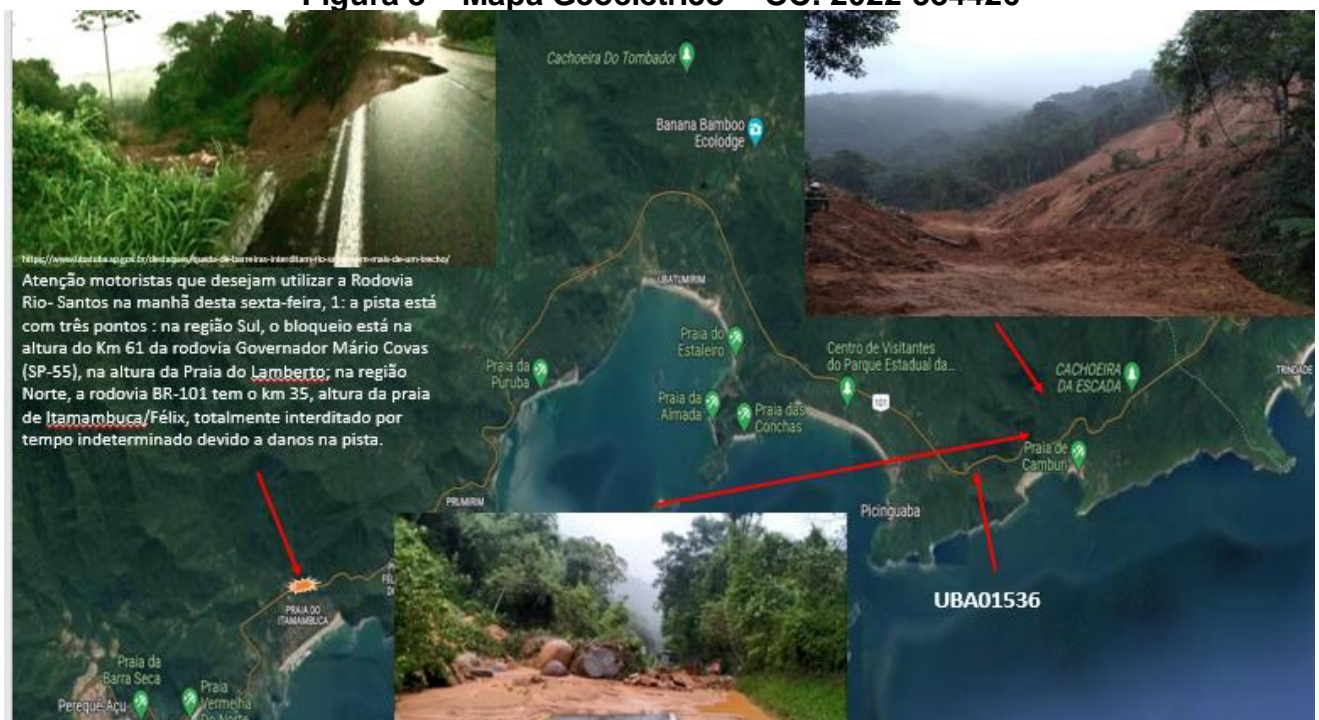 Cachoeira Do Tombador
Banana Bamboo
Ecolodge
Atenção motoristas que desejam utilizar a Rodovia
Rio- Santos na manhã desta sexta-feira, 1: a pista está
com três pontos : na região Sul, o bloqueio está na
altura do Km 61 da rodovia Governador Mário Covas
(SP-55), na altura da Praia do Lamberto; na região
Norte, a rodovia BR-101 tem o km 35, altura da praia
de Itamambuca/Félix, totalmente interditado por
tempo indeterminado devido a danos na pista.
UBATUMIRIM
Praia do
Estaleiro
Praia da
Puruba
Praia da
Almada
Praia das
Conchas
Centro de Visitantes
do Parque Estadual da...
101
CACHOEIRA
DA ESCADA
TRINDADE
Praia de
Camburi
Picinguaba
PRUMIRIM
UBA01536
PRAIA DO
ITAMAMBUCA
Praia da
Barra Seca
Perequê-Açu
Praia
Vermelha
Do Norte